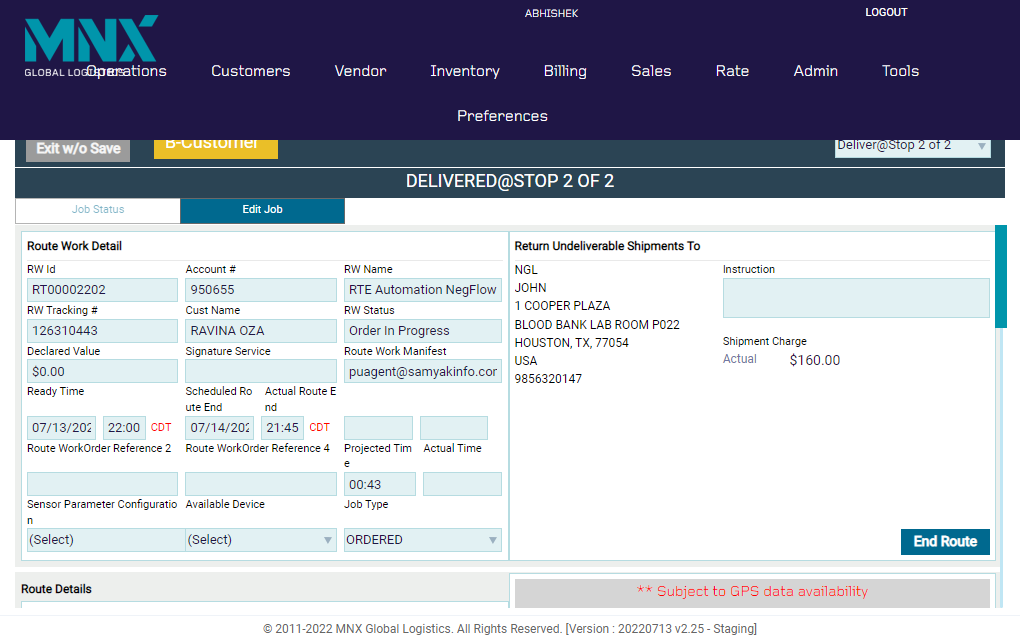 ABHISHEK
LOGOUT
MNX
GLOBAL
Operations Customers Vendor Inventory Billing Sales Rate Admin Tools
Preferences
Exit w/o Save B-Customer Deliver@Stop 2 of 2
DELIVERED@STOP 2 OF 2
Job Status Edit Job
Route Work Detail
RW Id Account # RW Name
RT00002202 950655 RTE Automation NegFlow
RW Tracking # Cust Name RW Status
126310443 RAVINA OZA Order In Progress
Declared Value Signature Service Route Work Manifest
$0.00 puagent@samyakinfo.cor
Ready Time Scheduled Ro Actual Route E
ute End nd
07/13/202 22:00 CDT 07/14/202 21:45 CDT
Route WorkOrder Reference 2 Route WorkOrder Reference 4 Projected Tim Actual Time
e
00:43
Sensor Parameter Configuratio Available Device Job Type
n
(Select) (Select) ORDERED
Return Undeliverable Shipments To
NGL Instruction
JOHN
1 COOPER PLAZA
BLOOD BANK LAB ROOM P022
HOUSTON, TX, 77054 Shipment Charge
USA Actual $160.00
9856320147
End Route
Route Details
** Subject to GPS data availability
© 2011-2022 MNX Global Logistics. All Rights Reserved. [Version : 20220713 v2.25 - Staging]